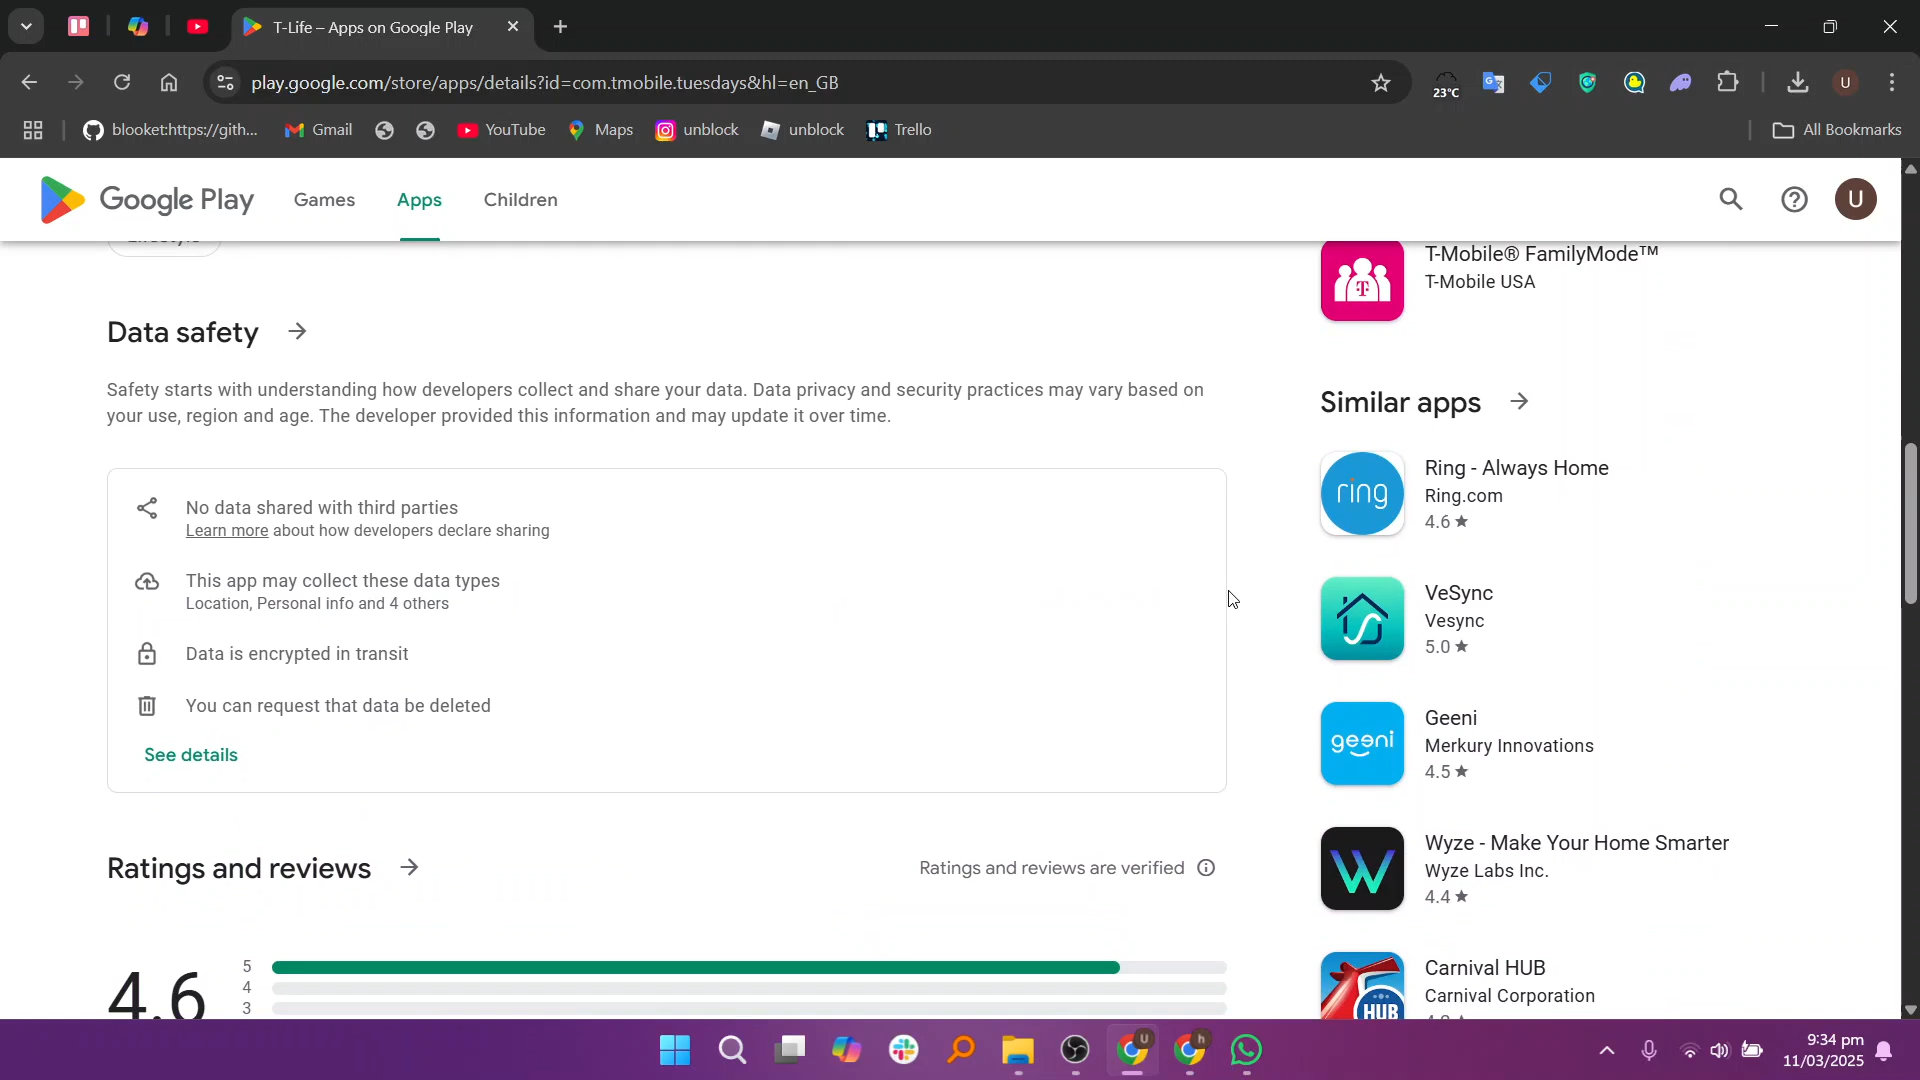 T-Life – Apps on Google Play
play.google.com/store/apps/details?id=com.tmobile.tuesdays&hl=en_GB
23°C
U
blooket:https://gith...
Gmail
YouTube
Maps
unblock
unblock
Trello
All Bookmarks
Google Play
Games
Apps
Children
U
T-Mobile® FamilyMode™
T-Mobile USA
Data safety
Safety starts with understanding how developers collect and share your data. Data privacy and security practices may vary based on
your use, region and age. The developer provided this information and may update it over time.
No data shared with third parties
Learn more about how developers declare sharing
This app may collect these data types
Location, Personal info and 4 others
Data is encrypted in transit
You can request that data be deleted
See details
Ratings and reviews
Ratings and reviews are verified
4.6
5
4
3
Similar apps
ring
Ring - Always Home
Ring.com
4.6 ★
VeSync
Vesync
5.0 ★
geeni
Geeni
Merkury Innovations
4.5 ★
Wyze - Make Your Home Smarter
Wyze Labs Inc.
4.4 ★
HUB
Carnival HUB
Carnival Corporation
U
h
9:34 pm
11/03/2025